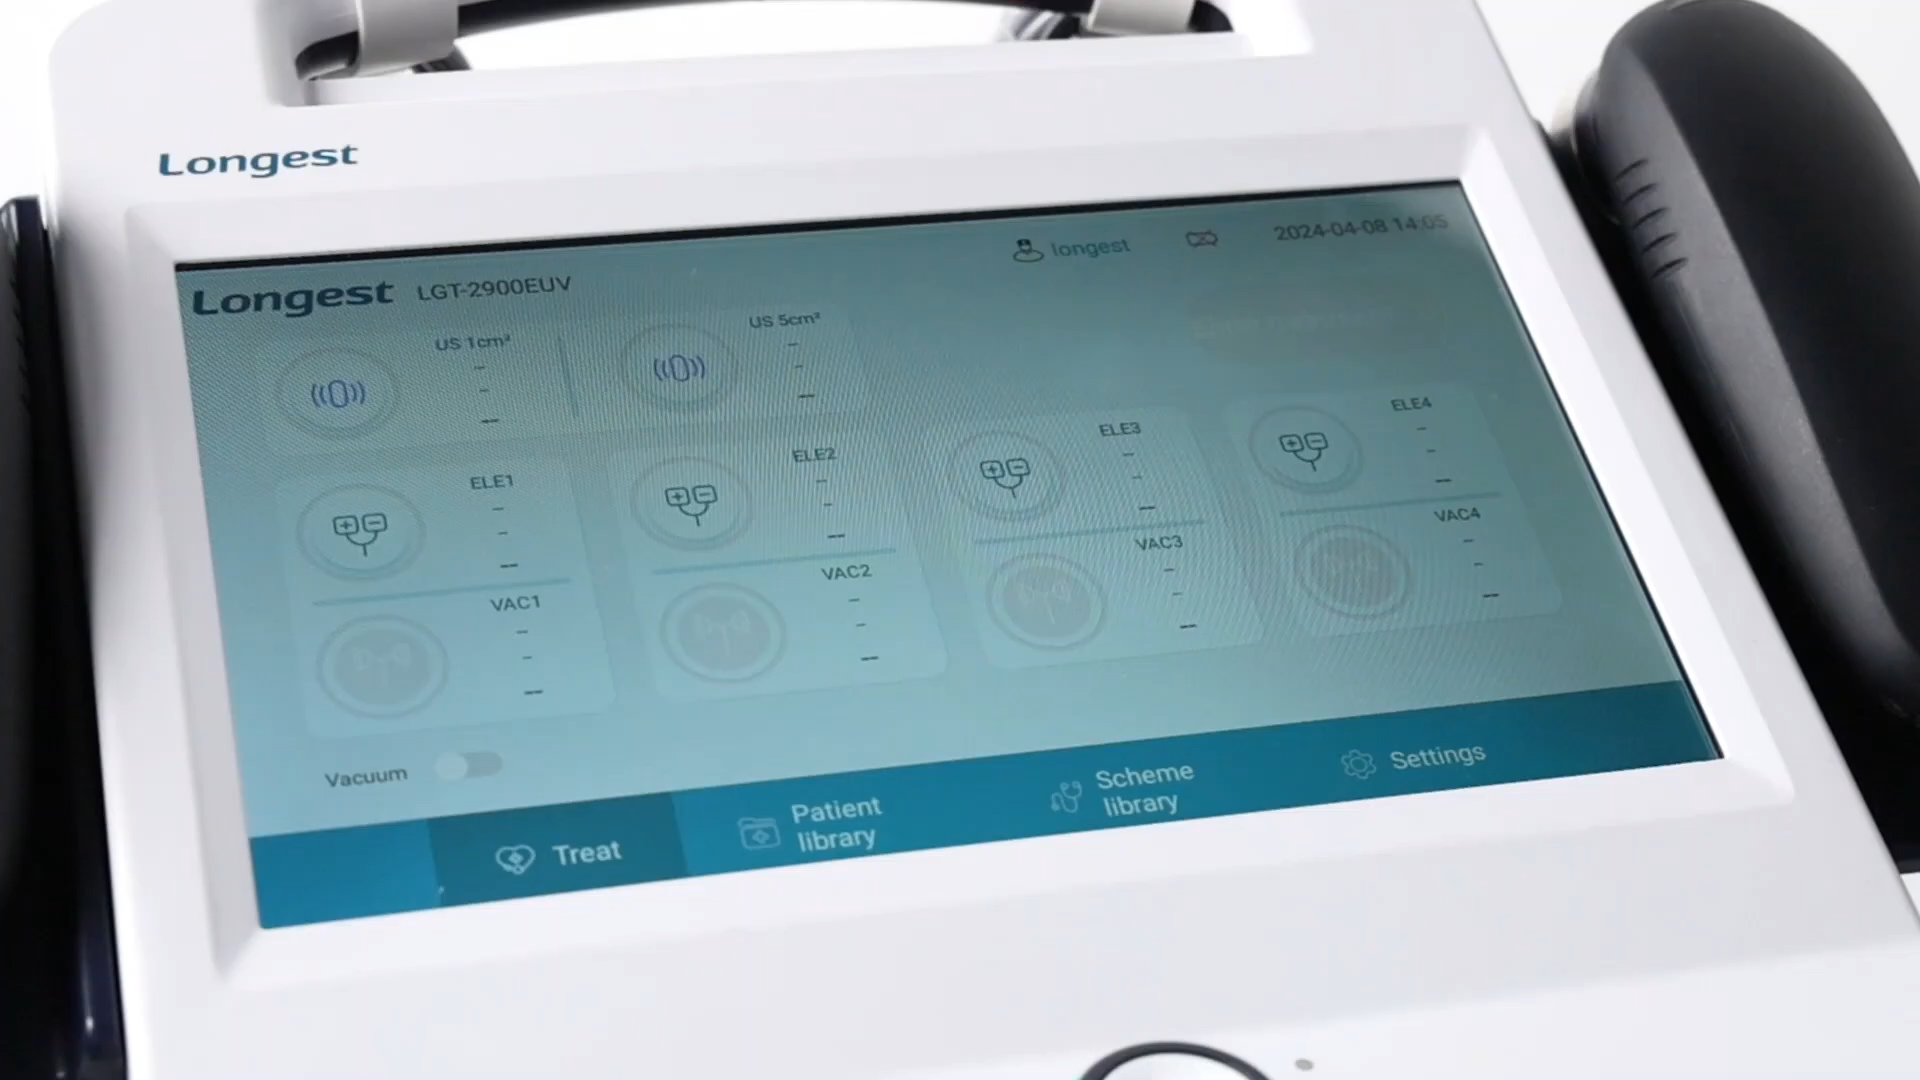 Longest
Longest LGT-2900EUV
longest
2024-04-08 14:05
US 1cm²
US 5cm²
-
-
--
-
-
--
ELE1
ELE2
ELE3
ELE4
-
-
--
-
-
--
-
-
--
-
-
--
VAC1
VAC2
VAC3
VAC4
-
-
--
-
-
--
-
-
--
-
-
--
Vacuum
Treat
Patient
library
Scheme
library
Settings